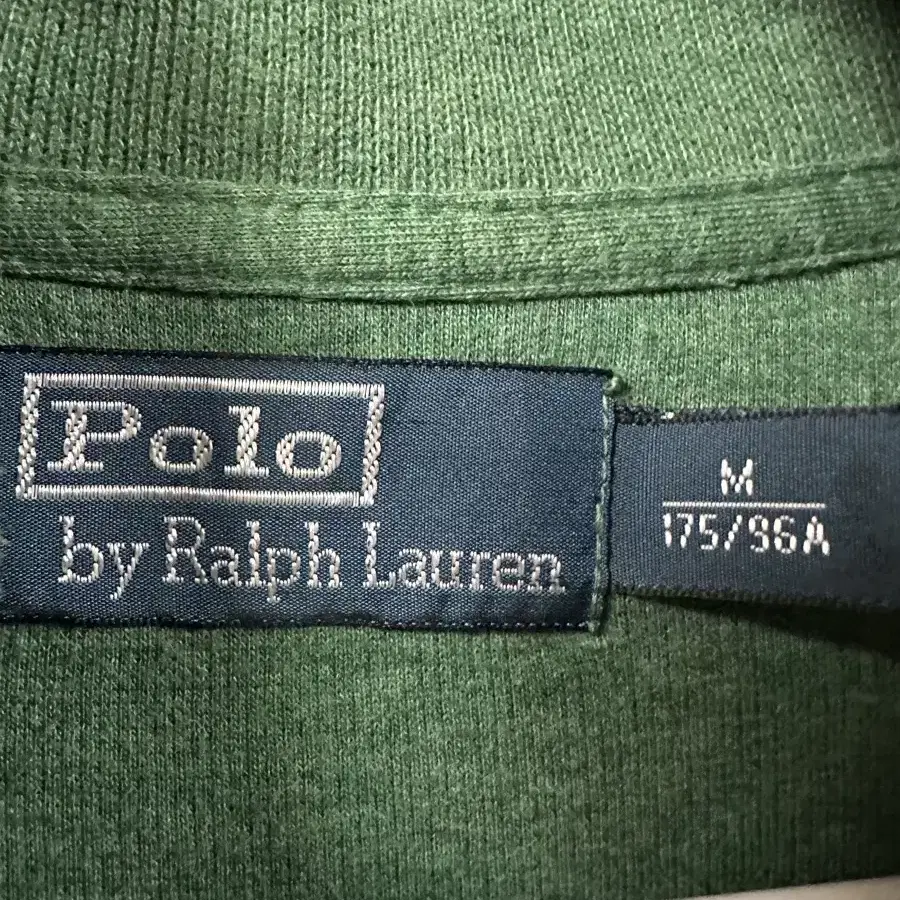 Polo
by Ralph Lauren
M
175/96A